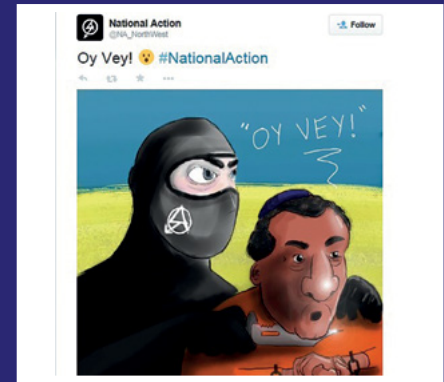 National Action
@NA_NorthWest
Follow
Oy Vey! 😮 #NationalAction
"OY VEY!"